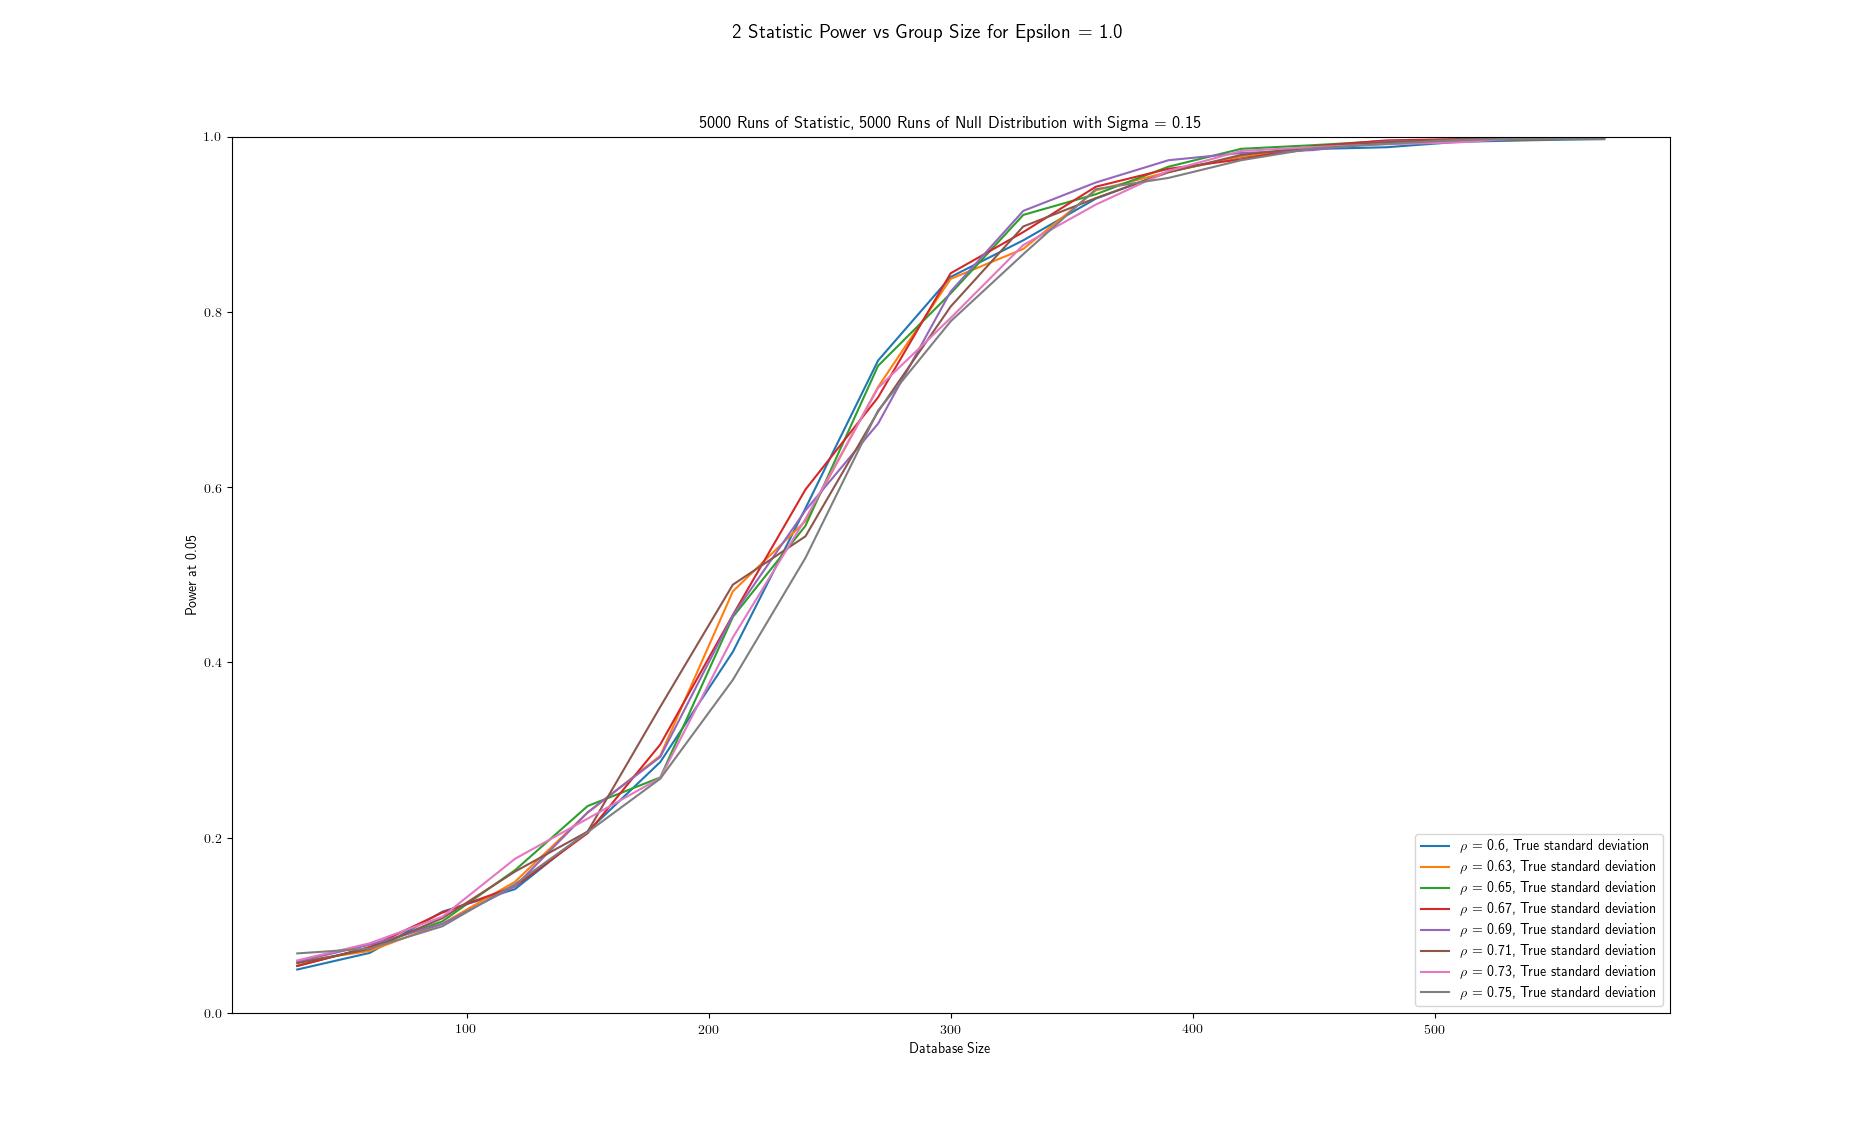 2 Statistic Power vs Group Size for Epsilon = 1.0
5000 Runs of Statistic, 5000 Runs of Null Distribution with Sigma = 0.15
1.0
0.8
0.6
0.4
0.2
0.0
Power at 0.05
100 200 300 400 500
Database Size
ρ = 0.6, True standard deviation
ρ = 0.63, True standard deviation
ρ = 0.65, True standard deviation
ρ = 0.67, True standard deviation
ρ = 0.69, True standard deviation
ρ = 0.71, True standard deviation
ρ = 0.73, True standard deviation
ρ = 0.75, True standard deviation